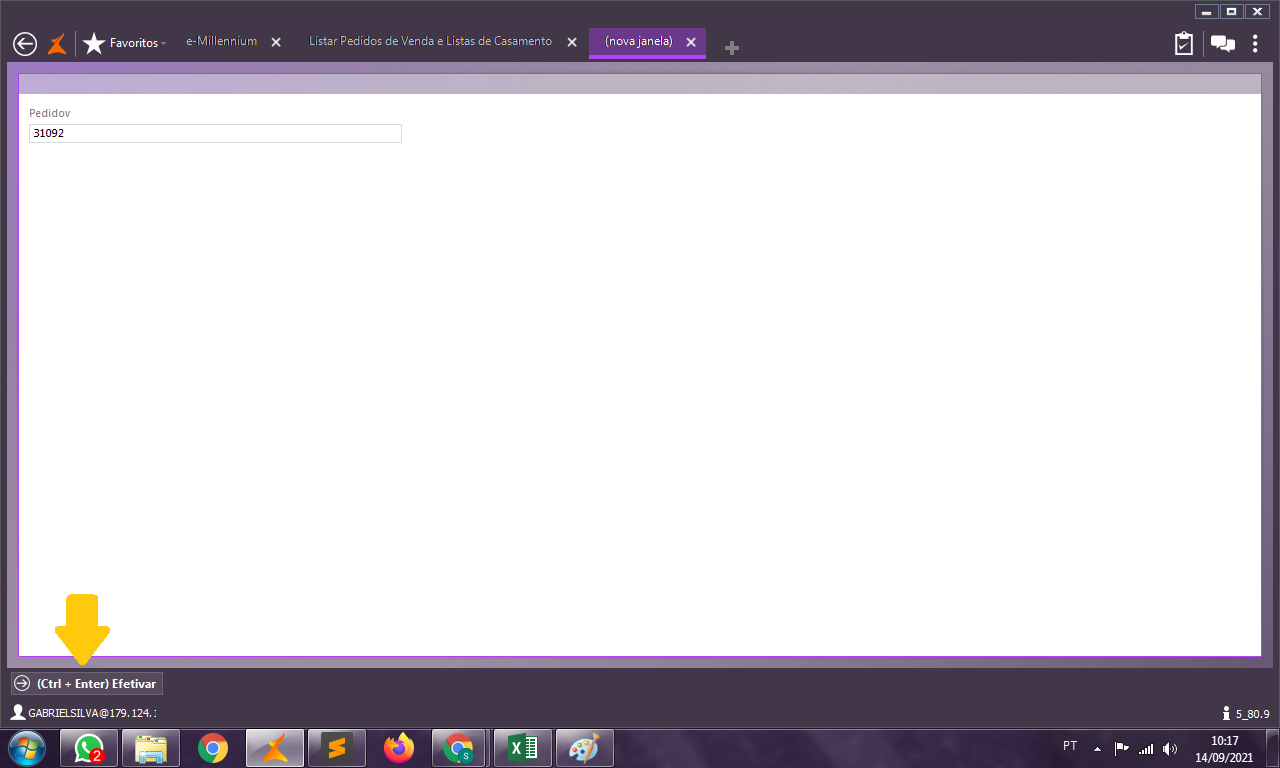 Favoritos
e-Millennium
Listar Pedidos de Venda e Listas de Casamento
(nova janela)
Pedidov
31092
(Ctrl + Enter) Efetivar
GABRIELSILVA@179.124.1
5_80.9
2
S
PT
10:17
14/09/2021